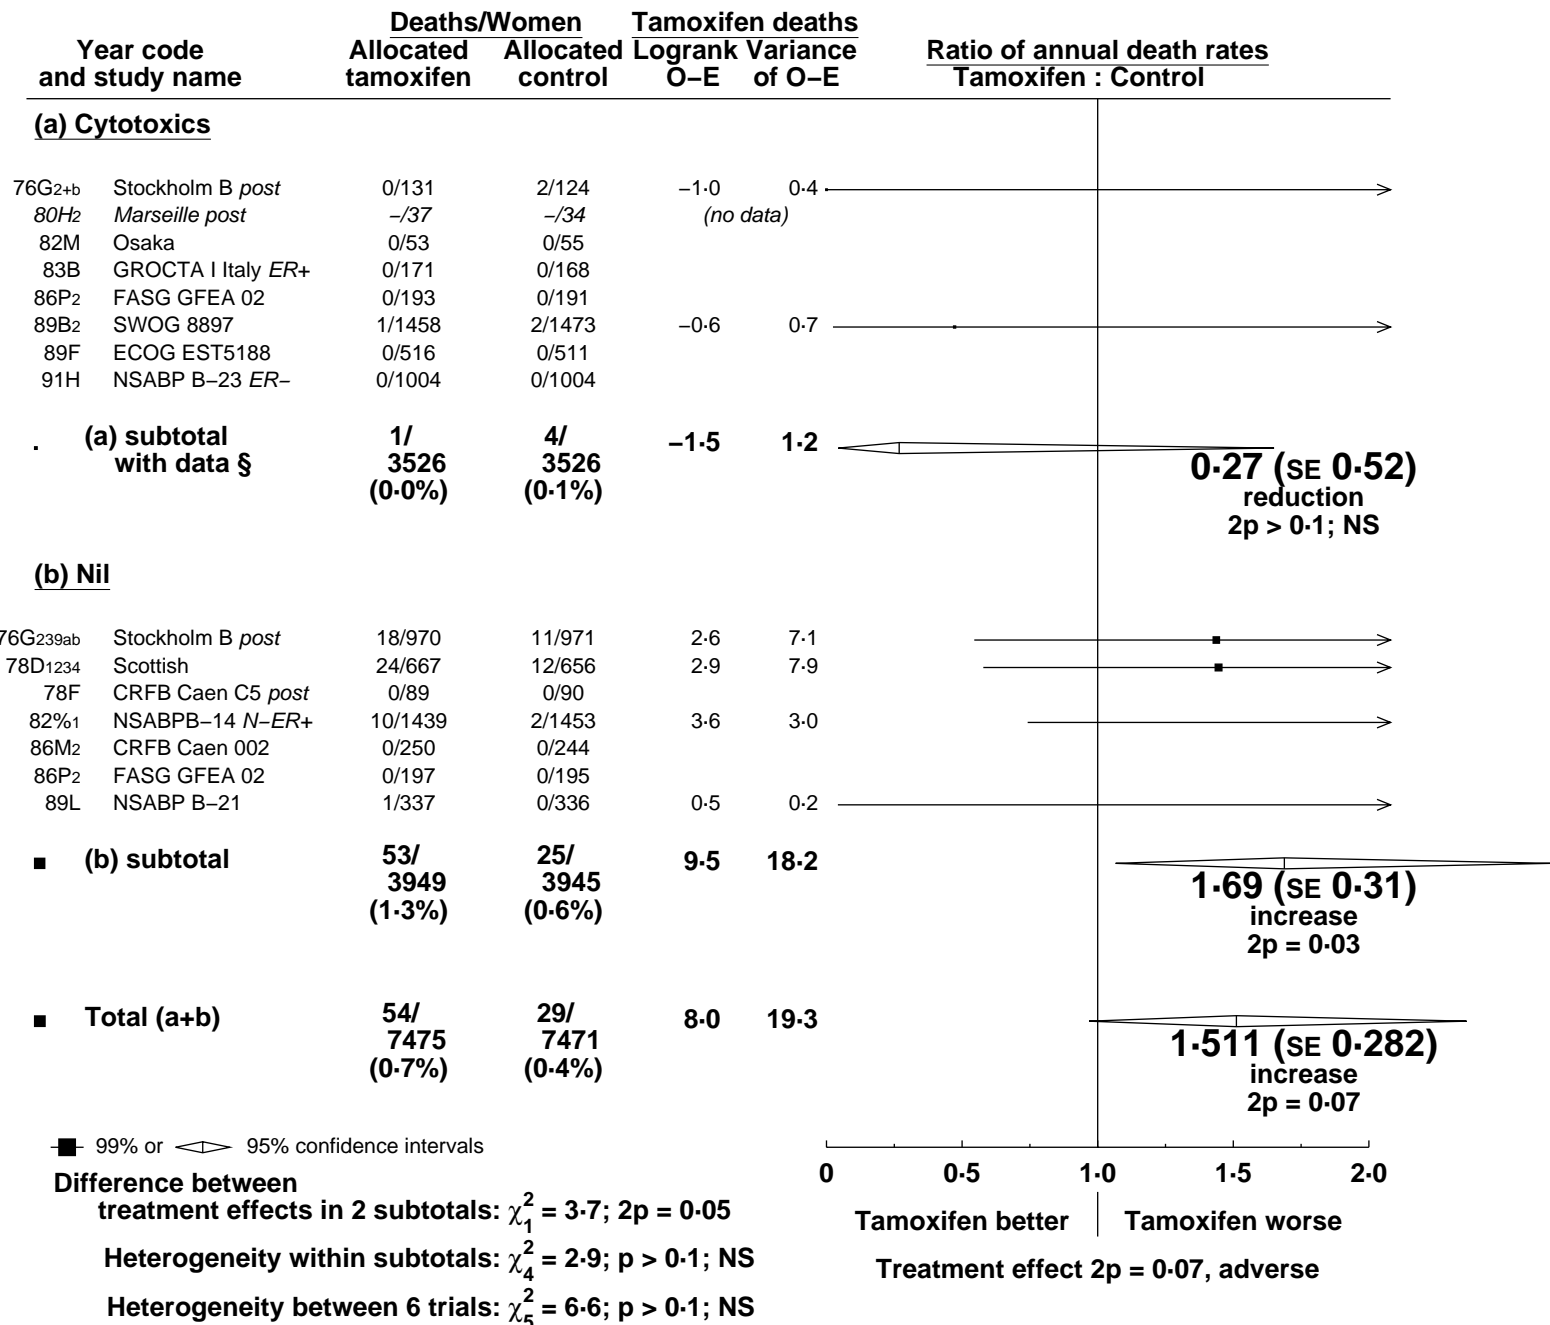 Deaths/Women Tamoxifen deaths
Year code Allocated Allocated Logrank Variance Ratio of annual death rates
and study name tamoxifen control O–E of O–E Tamoxifen : Control
(a) Cytotoxics
76G2+b Stockholm B post 0/131 2/124 –1·0 0·4
80H2 Marseille post –/37 –/34 (no data)
82M Osaka 0/53 0/55
83B GROCTA I Italy ER+ 0/171 0/168
86P2 FASG GFEA 02 0/193 0/191
89B2 SWOG 8897 1/1458 2/1473 –0·6 0·7
89F ECOG EST5188 0/516 0/511
91H NSABP B–23 ER– 0/1004 0/1004
(a) subtotal 1/ 4/ –1·5 1·2
with data § 3526 3526 0·27 (SE 0·52)
(0·0%) (0·1%) reduction
2p > 0·1; NS
(b) Nil
76G239ab Stockholm B post 18/970 11/971 2·6 7·1
78D1234 Scottish 24/667 12/656 2·9 7·9
78F CRFB Caen C5 post 0/89 0/90
82%1 NSABPB–14 N–ER+ 10/1439 2/1453 3·6 3·0
86M2 CRFB Caen 002 0/250 0/244
86P2 FASG GFEA 02 0/197 0/195
89L NSABP B–21 1/337 0/336 0·5 0·2
(b) subtotal 53/ 25/ 9·5 18·2
3949 3945 1·69 (SE 0·31)
(1·3%) (0·6%) increase
2p = 0·03
Total (a+b) 54/ 29/ 8·0 19·3
7475 7471 1·511 (SE 0·282)
(0·7%) (0·4%) increase
2p = 0·07
99% or 95% confidence intervals
0 0·5 1·0 1·5 2·0
Difference between
treatment effects in 2 subtotals: χ²₁ = 3·7; 2p = 0·05
Tamoxifen better Tamoxifen worse
Heterogeneity within subtotals: χ²₄ = 2·9; p > 0·1; NS
Treatment effect 2p = 0·07, adverse
Heterogeneity between 6 trials: χ²₅ = 6·6; p > 0·1; NS